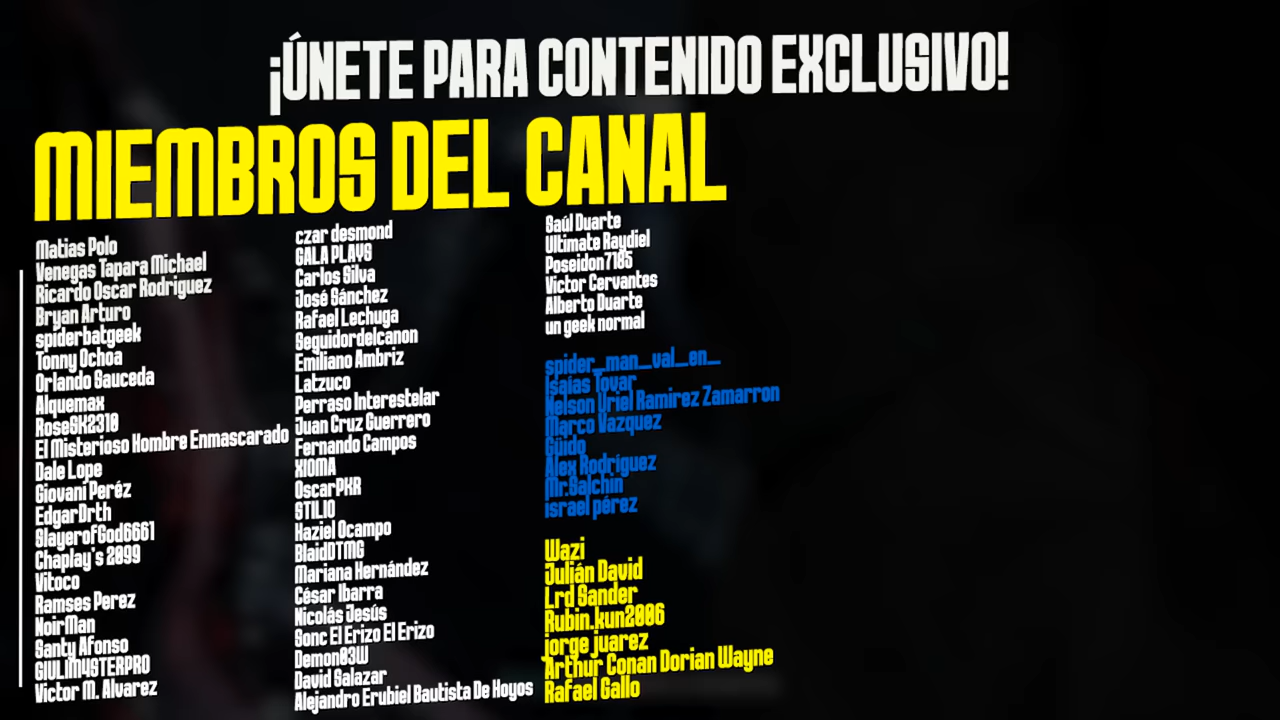 ¡ÚNETE PARA CONTENIDO EXCLUSIVO!
MIEMBROS DEL CANAL
Matias Polo
Venegas Tapara Michael
Ricardo Oscar Rodriguez
Bryan Arturo
spiderbatgeek
Tonny Ochoa
Orlando Sauceda
Alquemax
RoseSK2310
El Misterioso Hombre Enmascarado
Dale Lope
Giovani Peréz
EdgarDrth
SlayerofGod6661
Chaplay's 2099
Vitoco
Ramses Perez
NoirMan
Santy Afonso
GIULIMYSTERPRO
Victor M. Alvarez
czar desmond
GALA PLAYS
Carlos Silva
José Sánchez
Rafael Lechuga
Seguidordelcanon
Emiliano Ambriz
Latzuco
Perraso Interestelar
Juan Cruz Guerrero
Fernando Campos
XIOMA
OscarPKR
STILIO
Haziel Ocampo
BlaidDTMG
Mariana Hernández
César Ibarra
Nicolás Jesús
Sonc El Erizo El Erizo
Demon03W
David Salazar
Alejandro Erubiel Bautista De Hoyos
Saúl Duarte
Ultimate Raydiel
Poseidon7185
Victor Cervantes
Alberto Duarte
un geek normal
spider_man_val_en_
Isaías Tovar
Nelson Uriel Ramirez Zamarron
Marco Vazquez
Güido
Alex Rodríguez
Mr.Salchin
israel pérez
Wazi
Julián David
Lrd Sander
Rubin.kun2006
jorge juarez
Arthur Conan Dorian Wayne
Rafael Gallo